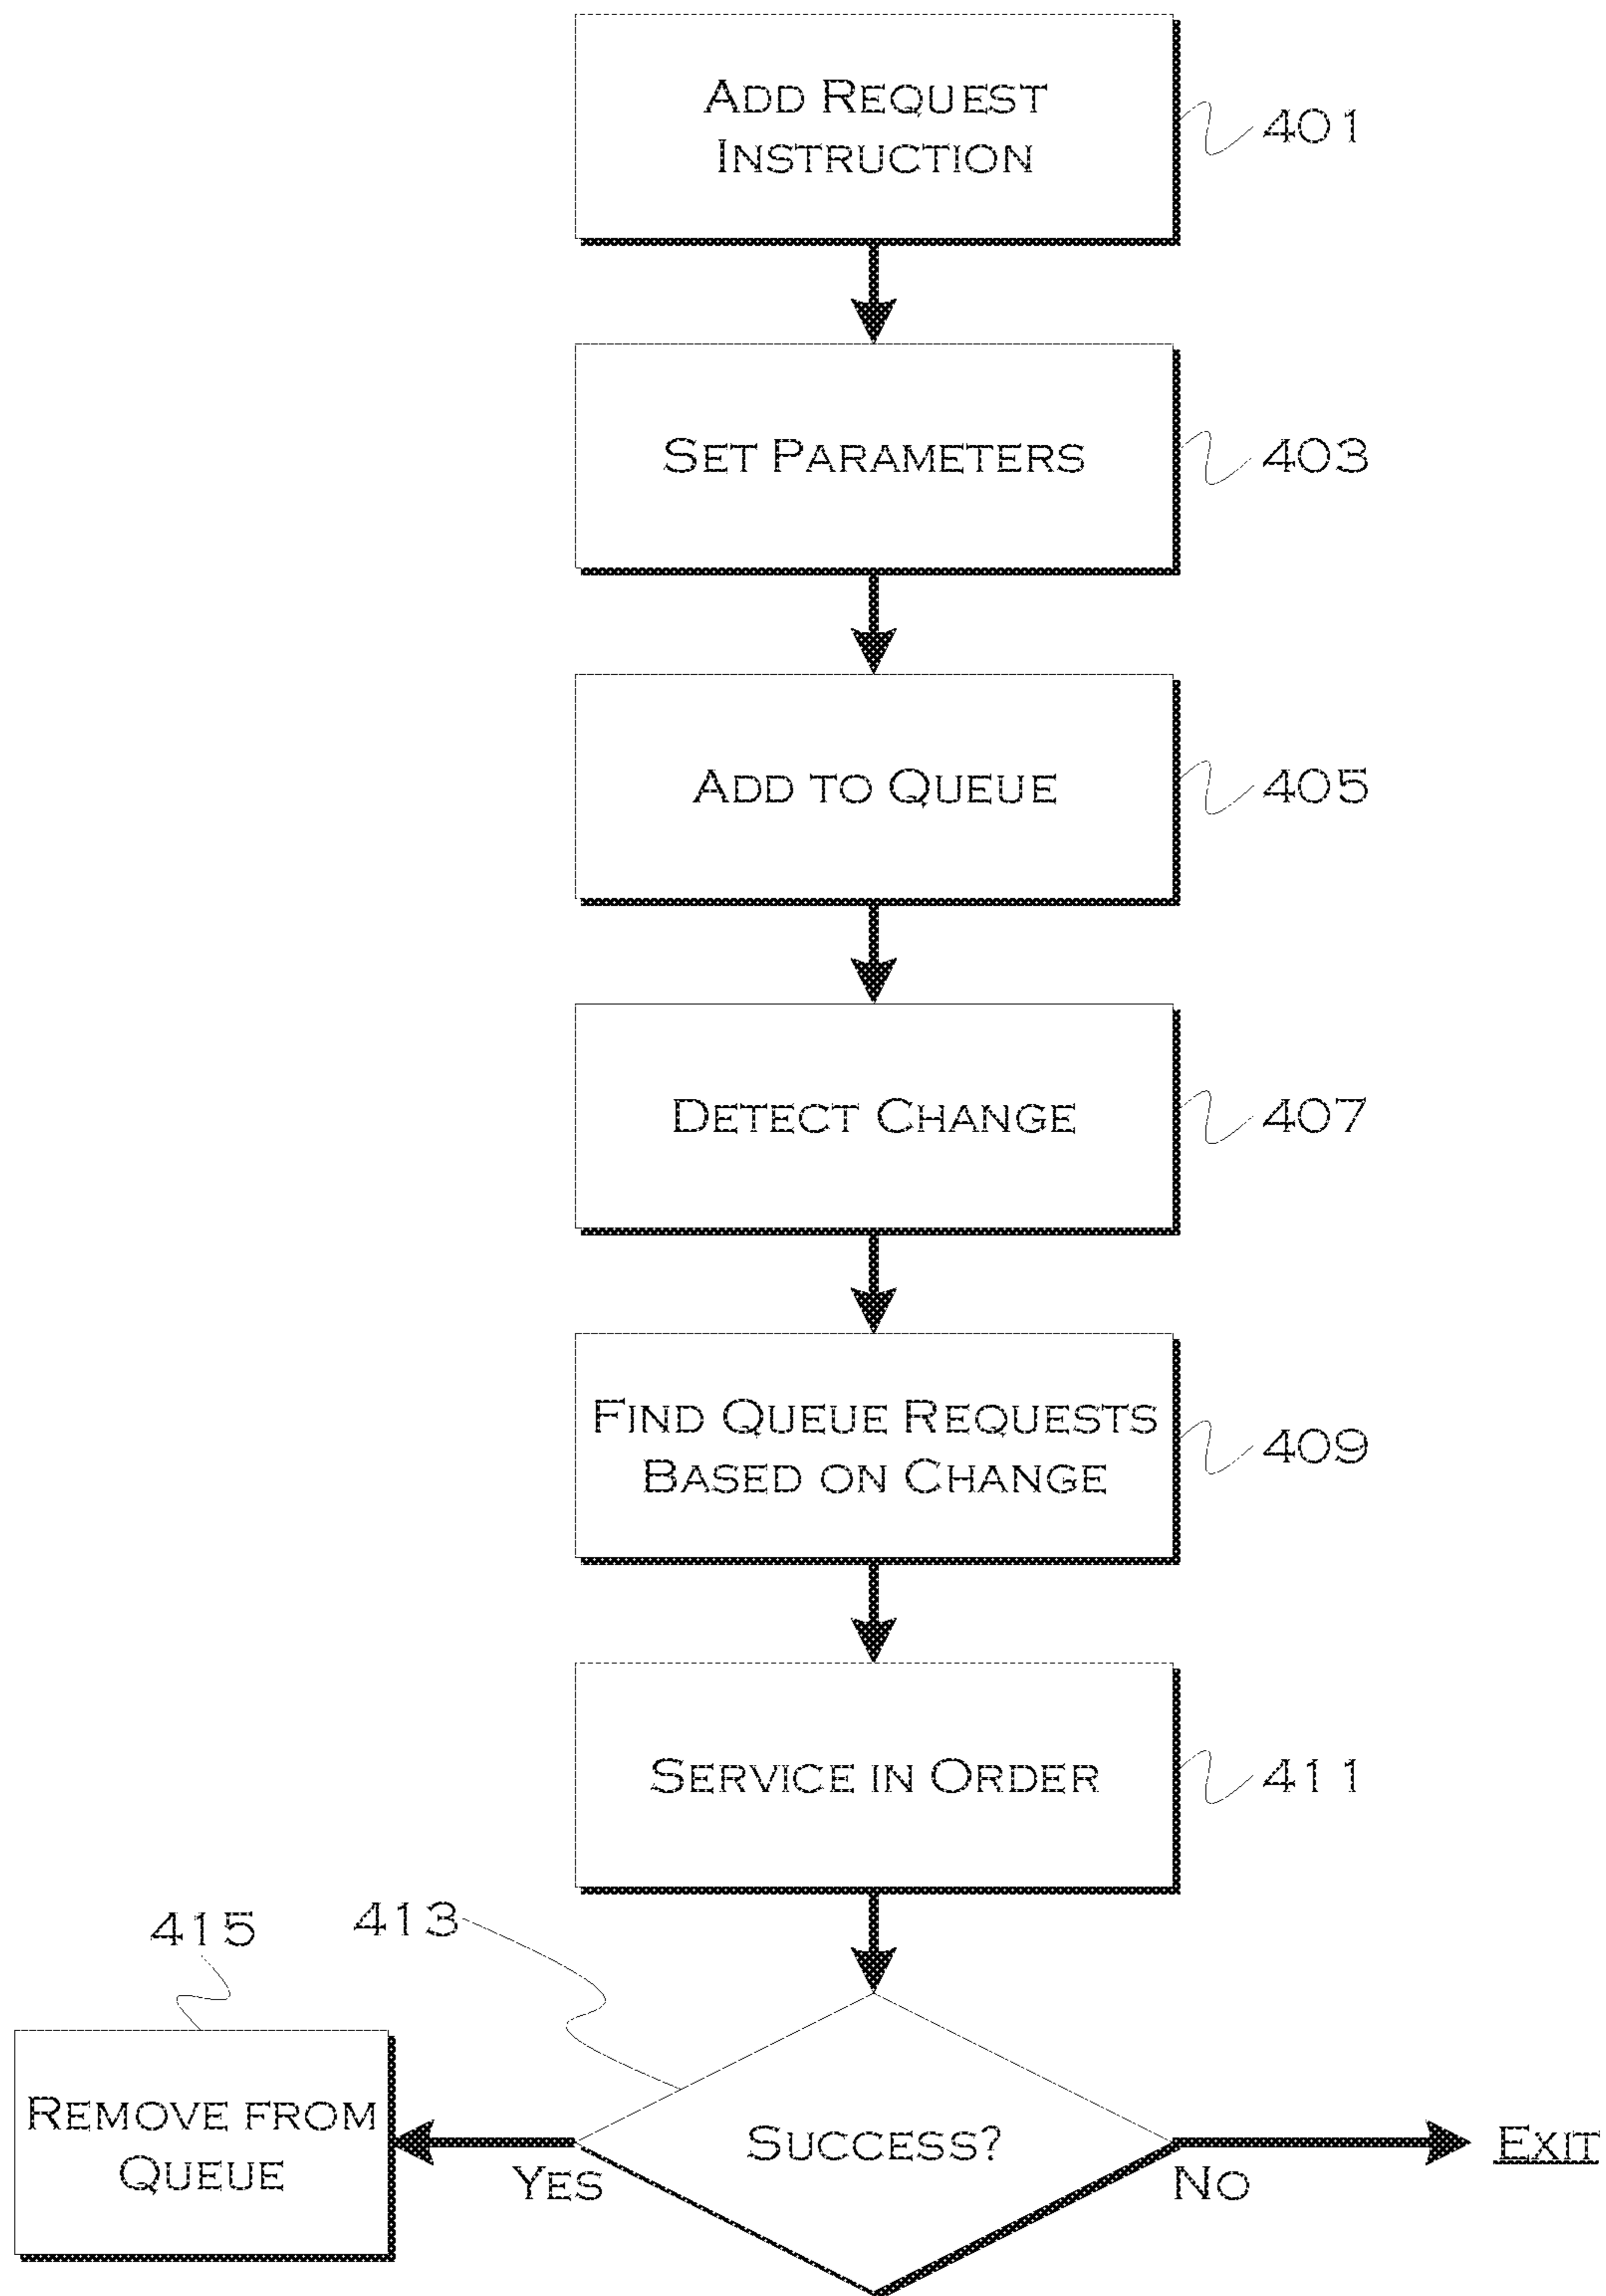 ADD REQUEST
INSTRUCTION
401
SET PARAMETERS
403
ADD TO QUEUE
405
DETECT CHANGE
407
FIND QUEUE REQUESTS
BASED ON CHANGE
409
SERVICE IN ORDER
411
415
413
REMOVE FROM
QUEUE
YES
SUCCESS?
NO
EXIT